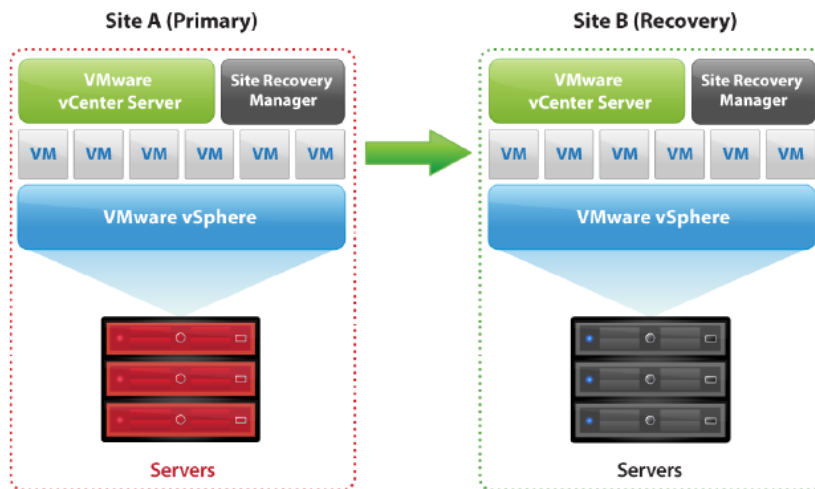 Site A (Primary)
VMware
vCenter Server
Site Recovery
Manager
VM VM VM VM VM VM
VMware vSphere
Servers
Site B (Recovery)
VMware
vCenter Server
Site Recovery
Manager
VM VM VM VM VM VM
VMware vSphere
Servers